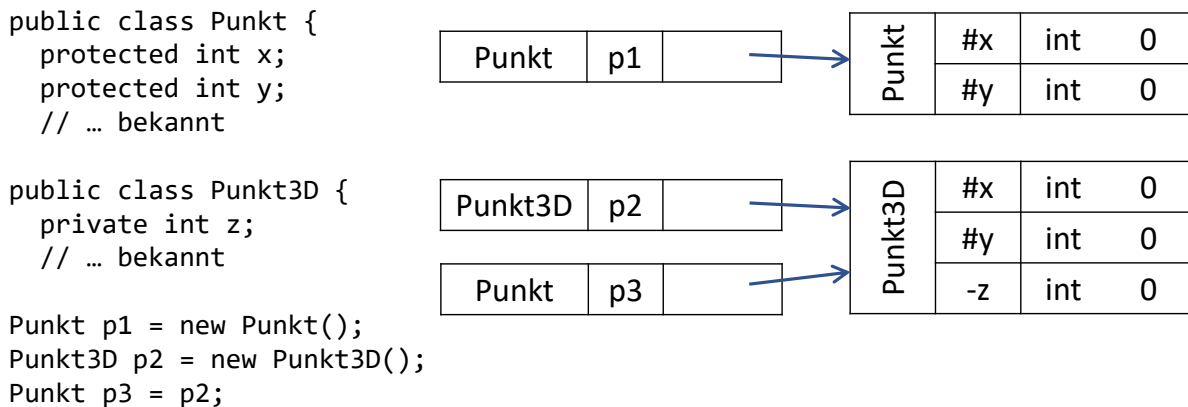 public class Punkt {
  protected int x;
  protected int y;
  // … bekannt
public class Punkt3D {
  private int z;
  // … bekannt
Punkt p1 = new Punkt();
Punkt3D p2 = new Punkt3D();
Punkt p3 = p2;
Punkt p1
Punkt
#x int 0
#y int 0
Punkt3D p2
Punkt p3
Punkt3D
#x int 0
#y int 0
-z int 0